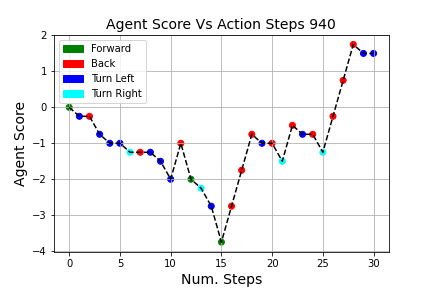 Agent Score Vs Action Steps 940
Agent Score
2
1
0
−1
−2
−3
−4
Forward
Back
Turn Left
Turn Right
0 5 10 15 20 25 30
Num. Steps